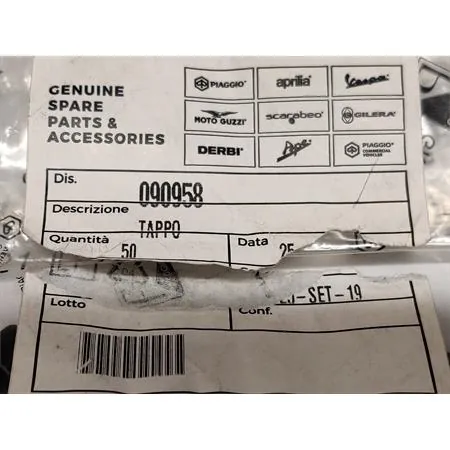 GENUINE
SPARE
PARTS &
ACCESSORIES
PIAGGIO aprilia Vespa
MOTO GUZZI scarabeo GILERA
DERBI Ape PIAGGIO COMMERCIAL VEHICLES
Dis. 090958
Descrizione TAPPO
Quantità 50 Data 25
-SET-19
Lotto Conf.